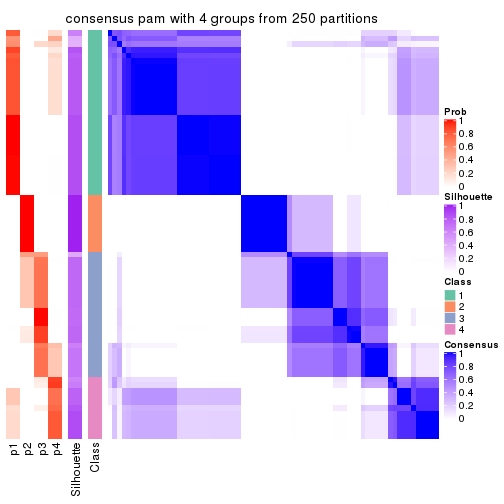 consensus pam with 4 groups from 250 partitions
Prob
1
0.8
0.6
0.4
0.2
0
Silhouette
1
0.8
0.6
0.4
0.2
0
Class
1
2
3
4
Consensus
1
0.8
0.6
0.4
0.2
0
p1
p2
p3
p4
Silhouette
Class